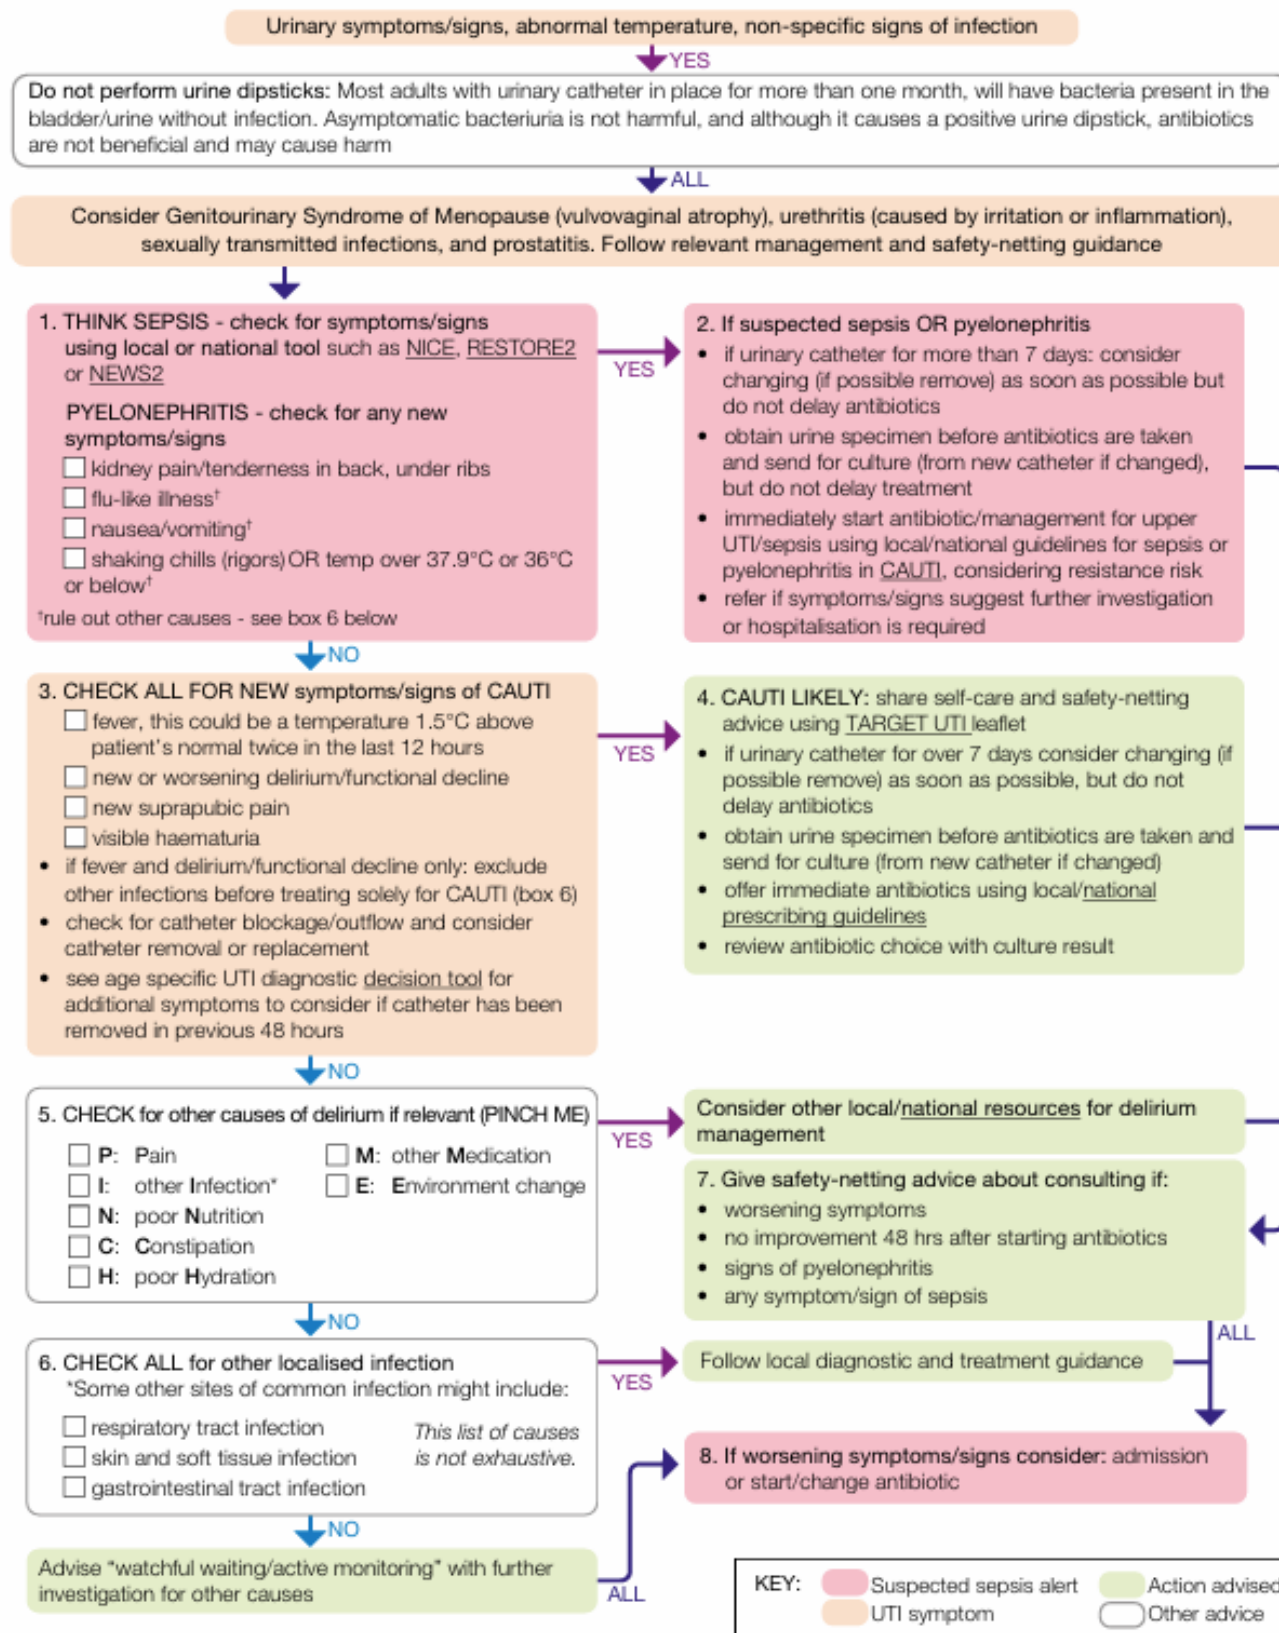 Urinary symptoms/signs, abnormal temperature, non-specific signs of infection
YES
Do not perform urine dipsticks: Most adults with urinary catheter in place for more than one month, will have bacteria present in the
bladder/urine without infection. Asymptomatic bacteriuria is not harmful, and although it causes a positive urine dipstick, antibiotics
are not beneficial and may cause harm
ALL
Consider Genitourinary Syndrome of Menopause (vulvovaginal atrophy), urethritis (caused by irritation or inflammation),
sexually transmitted infections, and prostatitis. Follow relevant management and safety-netting guidance
1. THINK SEPSIS - check for symptoms/signs
using local or national tool such as NICE, RESTORE2
or NEWS2
PYELONEPHRITIS - check for any new
symptoms/signs
kidney pain/tenderness in back, under ribs
flu-like illness†
nausea/vomiting†
shaking chills (rigors) OR temp over 37.9°C or 36°C
or below†
†rule out other causes - see box 6 below
YES
2. If suspected sepsis OR pyelonephritis
• if urinary catheter for more than 7 days: consider
changing (if possible remove) as soon as possible but
do not delay antibiotics
• obtain urine specimen before antibiotics are taken
and send for culture (from new catheter if changed),
but do not delay treatment
• immediately start antibiotic/management for upper
UTI/sepsis using local/national guidelines for sepsis or
pyelonephritis in CAUTI, considering resistance risk
• refer if symptoms/signs suggest further investigation
or hospitalisation is required
NO
3. CHECK ALL FOR NEW symptoms/signs of CAUTI
fever, this could be a temperature 1.5°C above
patient's normal twice in the last 12 hours
new or worsening delirium/functional decline
new suprapubic pain
visible haematuria
• if fever and delirium/functional decline only: exclude
other infections before treating solely for CAUTI (box 6)
• check for catheter blockage/outflow and consider
catheter removal or replacement
• see age specific UTI diagnostic decision tool for
additional symptoms to consider if catheter has been
removed in previous 48 hours
YES
4. CAUTI LIKELY: share self-care and safety-netting
advice using TARGET UTI leaflet
• if urinary catheter for over 7 days consider changing (if
possible remove) as soon as possible, but do not
delay antibiotics
• obtain urine specimen before antibiotics are taken and
send for culture (from new catheter if changed)
• offer immediate antibiotics using local/national
prescribing guidelines
• review antibiotic choice with culture result
NO
5. CHECK for other causes of delirium if relevant (PINCH ME)
P: Pain
I: other Infection*
N: poor Nutrition
C: Constipation
H: poor Hydration
M: other Medication
E: Environment change
YES
Consider other local/national resources for delirium
management
7. Give safety-netting advice about consulting if:
• worsening symptoms
• no improvement 48 hrs after starting antibiotics
• signs of pyelonephritis
• any symptom/sign of sepsis
NO
ALL
6. CHECK ALL for other localised infection
*Some other sites of common infection might include:
respiratory tract infection
skin and soft tissue infection
gastrointestinal tract infection
This list of causes
is not exhaustive.
YES
Follow local diagnostic and treatment guidance
8. If worsening symptoms/signs consider: admission
or start/change antibiotic
NO
Advise "watchful waiting/active monitoring" with further
investigation for other causes
ALL
KEY:
Suspected sepsis alert
Action advised
UTI symptom
Other advice